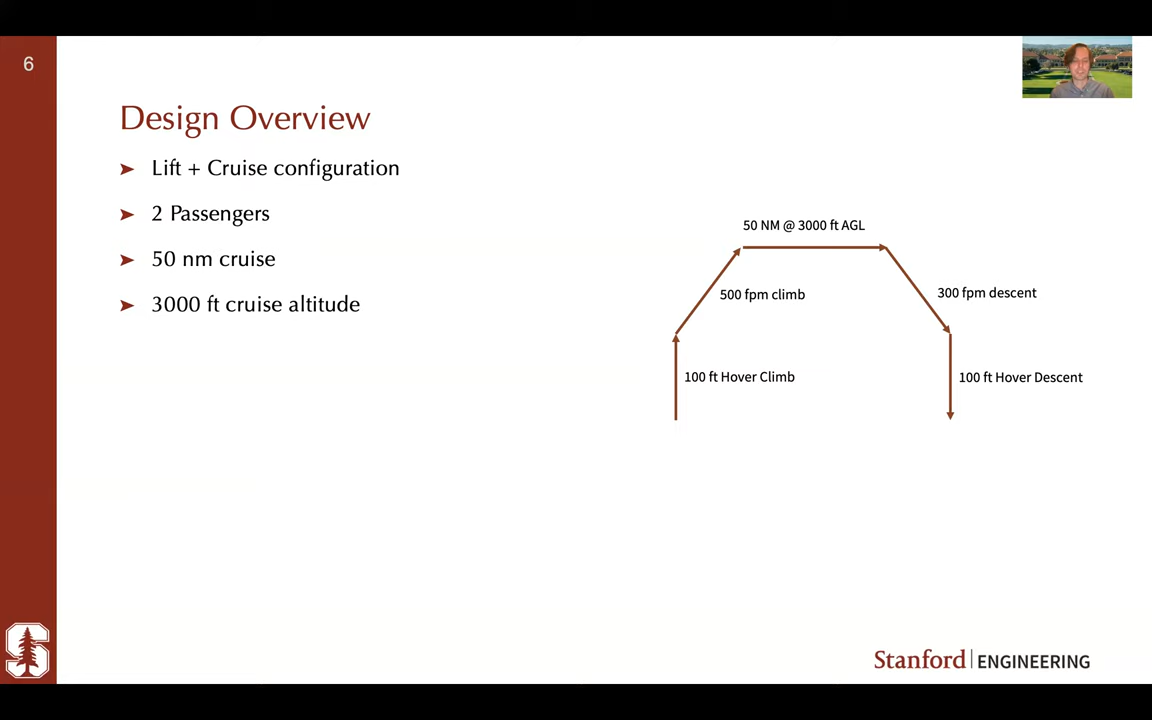 6
Design Overview
Lift + Cruise configuration
2 Passengers
50 nm cruise
3000 ft cruise altitude
50 NM @ 3000 ft AGL
500 fpm climb
300 fpm descent
100 ft Hover Climb
100 ft Hover Descent
S
Stanford | ENGINEERING